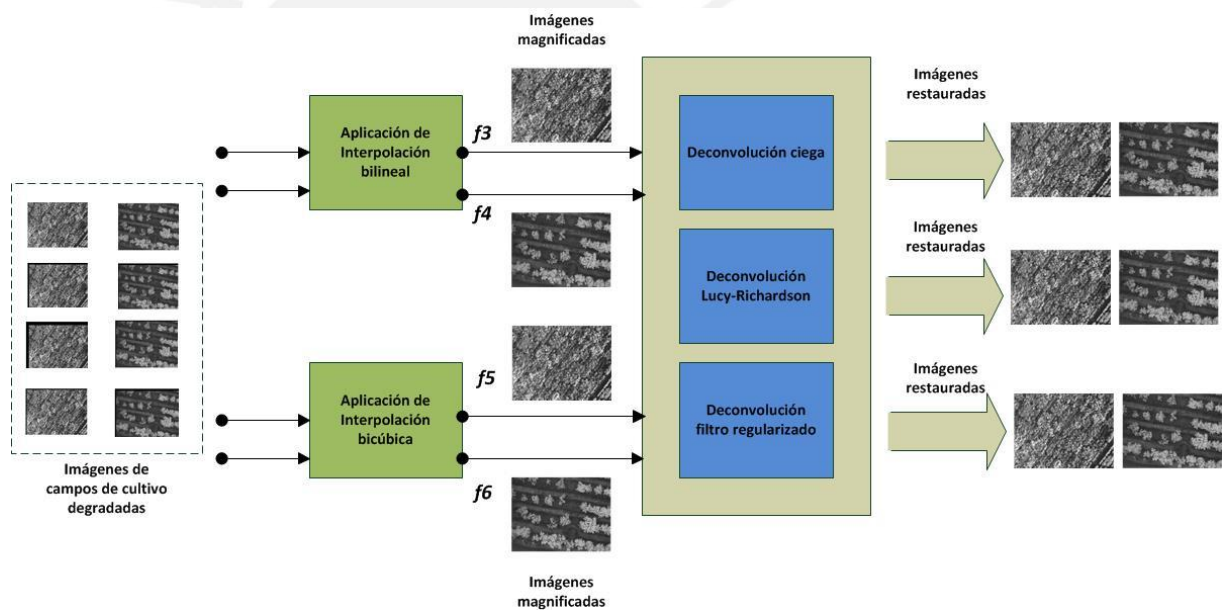 Imágenes
magnificadas
Aplicación de
Interpolación
bilineal
f3
f4
Deconvolución ciega
Deconvolución
Lucy-Richardson
Deconvolución
filtro regularizado
Imágenes
restauradas
Imágenes
restauradas
Imágenes
restauradas
Aplicación de
Interpolación
bicúbica
f5
f6
Imágenes de
campos de cultivo
degradadas
Imágenes
magnificadas